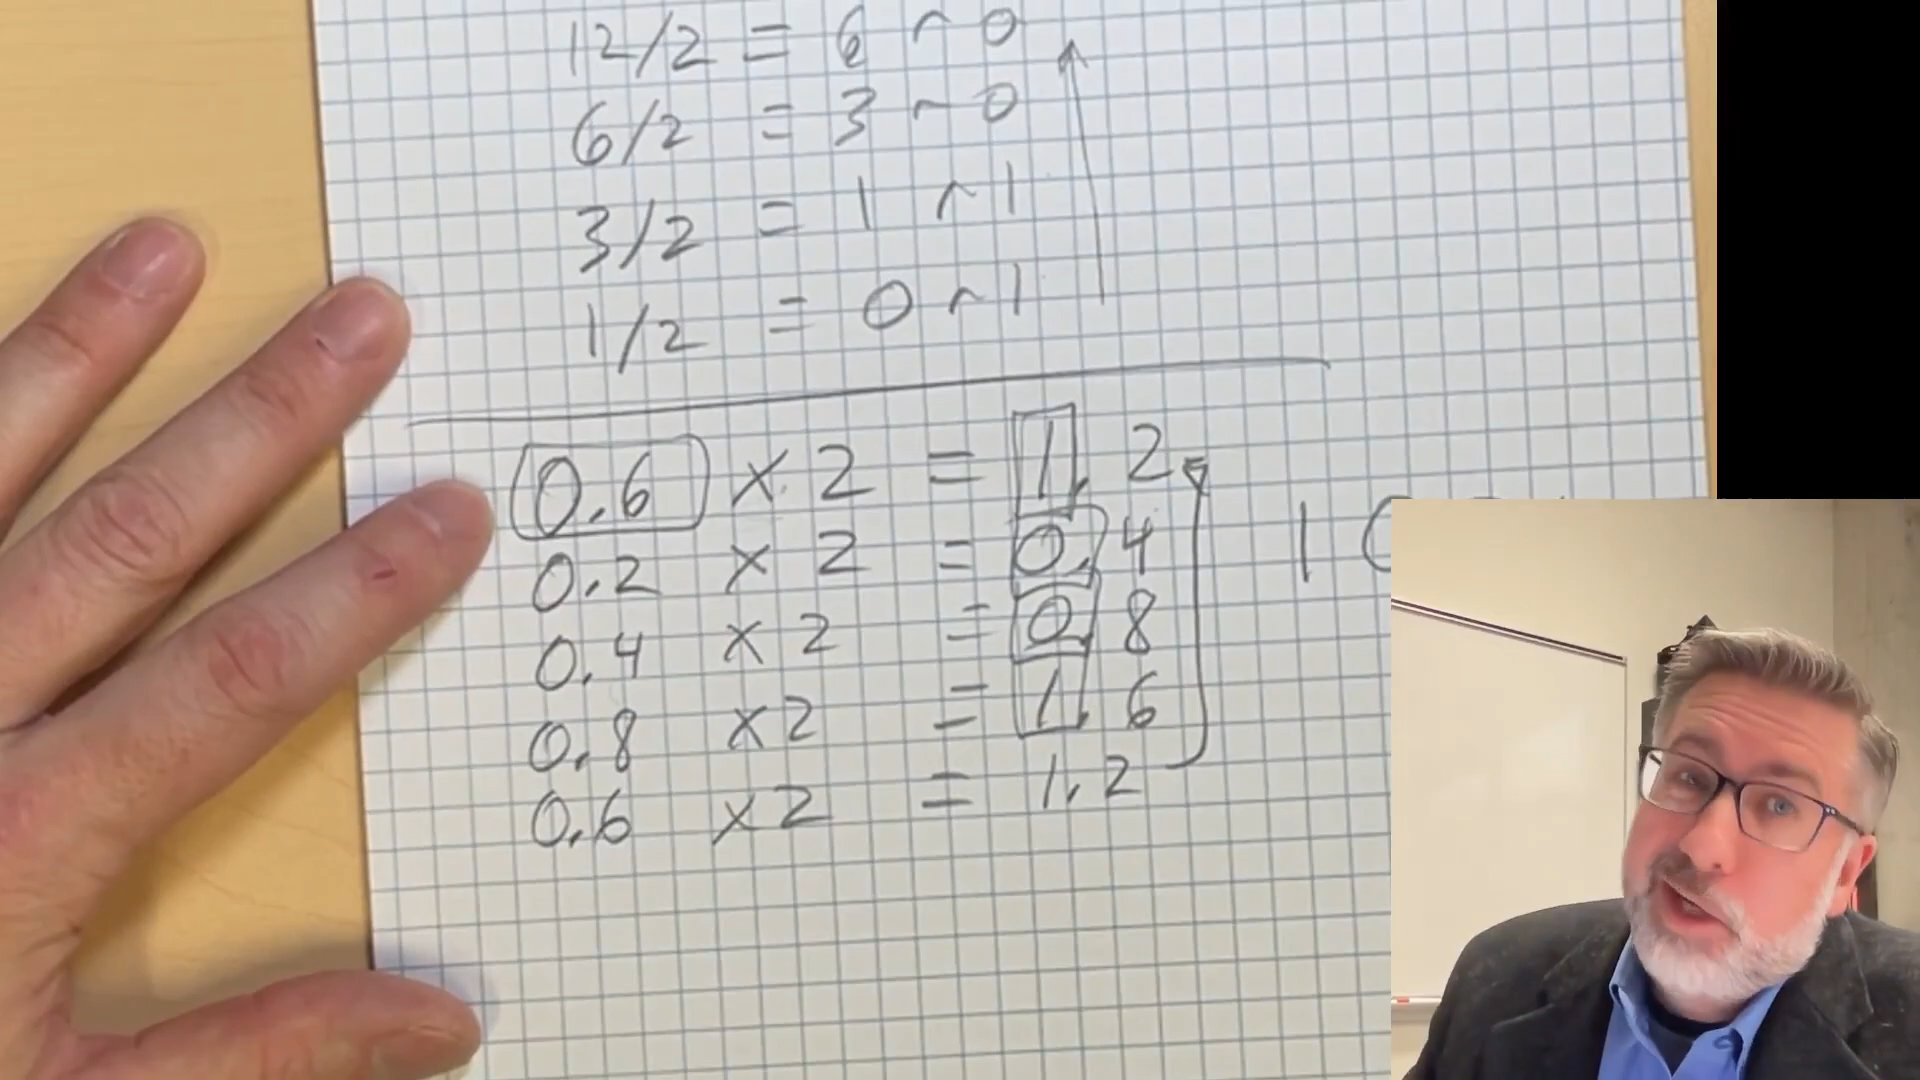 12/2 = 6 r 0
6/2 = 3 r 0
3/2 = 1 r 1
1/2 = 0 r 1
0.6 x 2 = 1.2
0.2 x 2 = 0.4
0.4 x 2 = 0.8
0.8 x 2 = 1.6
0.6 x 2 = 1.2
1